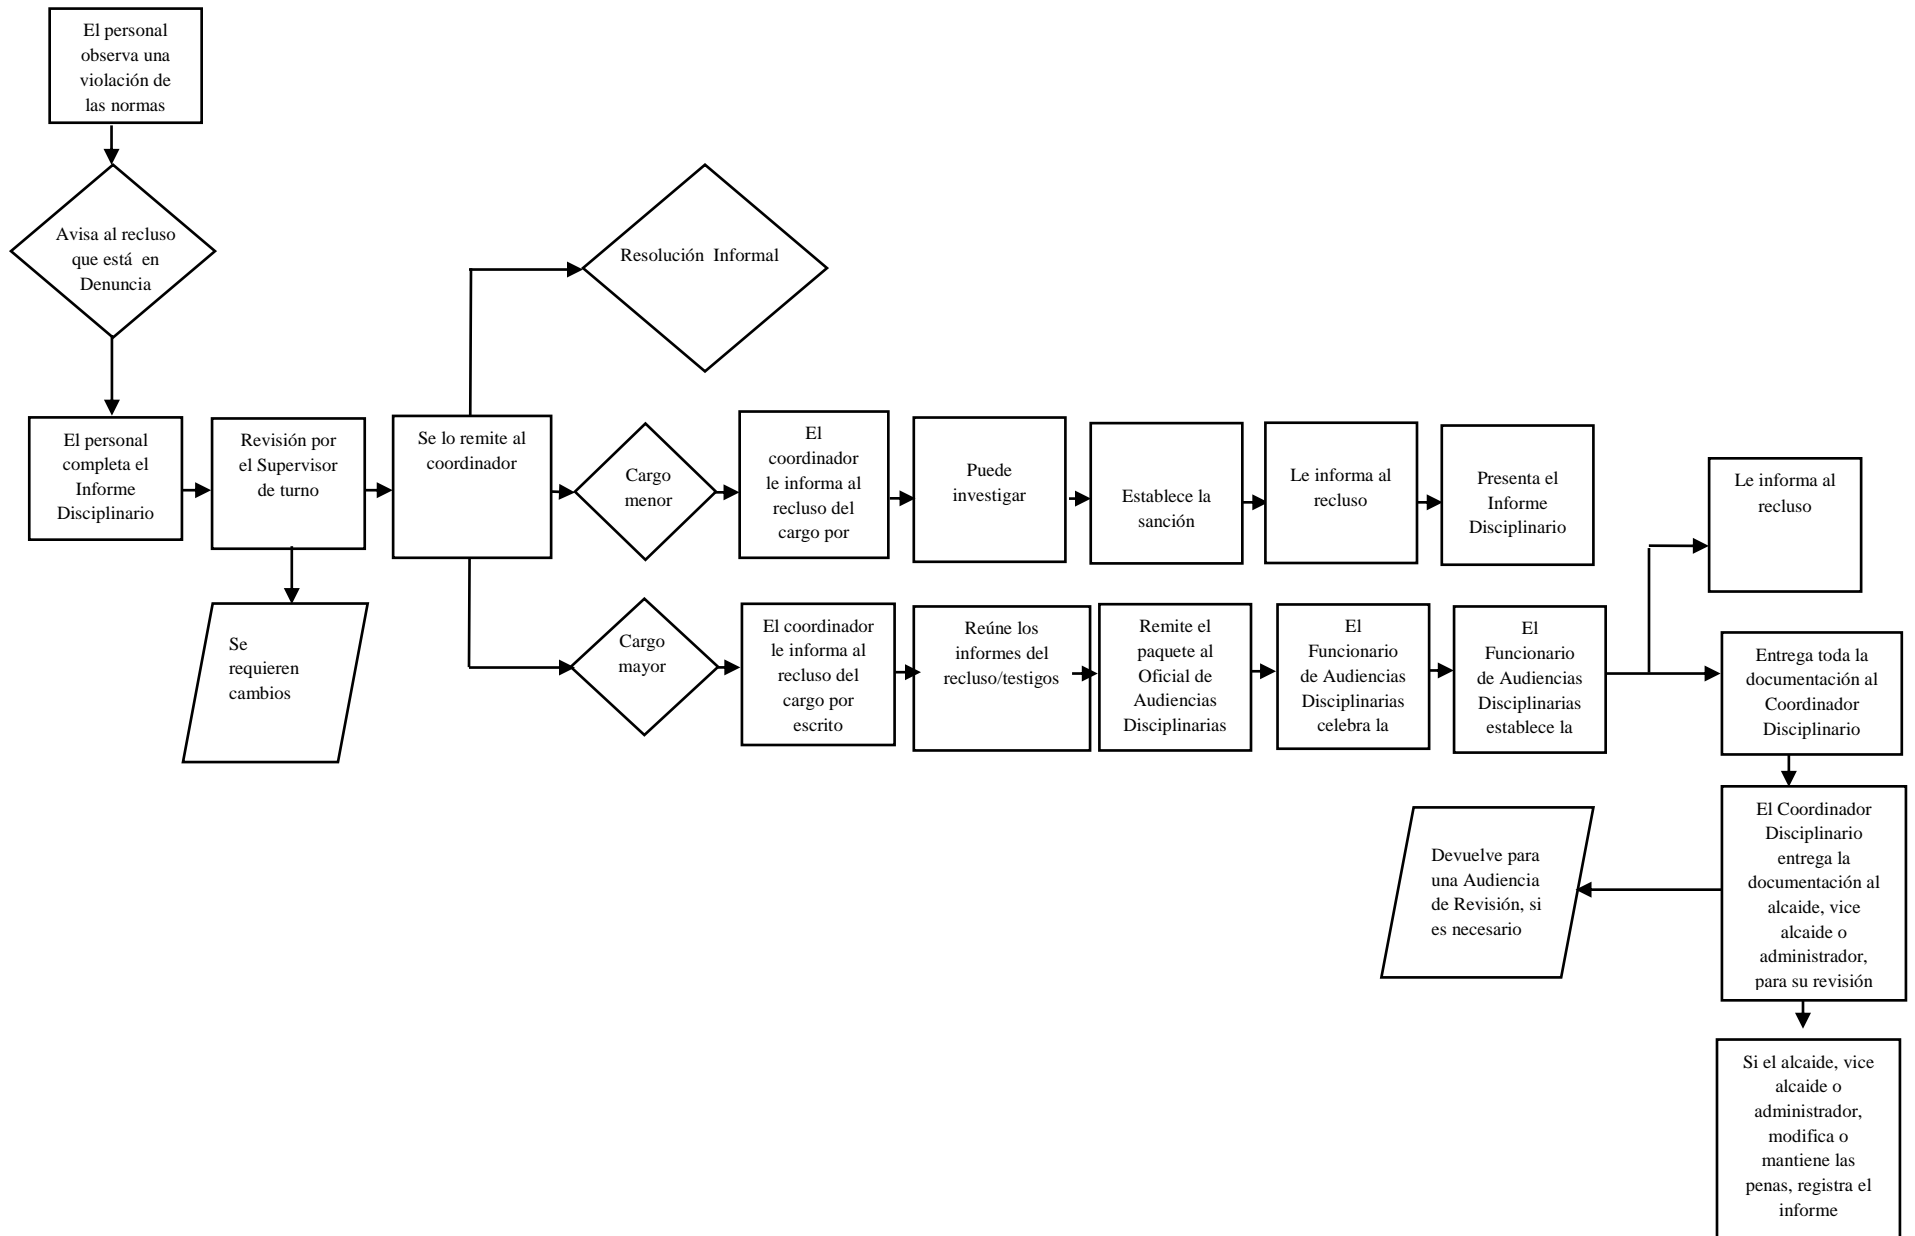 El personal
observa una
violación de
las normas
Avisa al recluso
que está en
Denuncia
Resolución Informal
El personal
completa el
Informe
Disciplinario
Revisión por
el Supervisor
de turno
Se lo remite al
coordinador
Cargo
menor
El
coordinador
le informa al
recluso del
cargo por
Puede
investigar
Establece la
sanción
Le informa al
recluso
Presenta el
Informe
Disciplinario
Le informa al
recluso
Se
requieren
cambios
Cargo
mayor
El coordinador
le informa al
recluso del
cargo por
escrito
Reúne los
informes del
recluso/testigos
Remite el
paquete al
Oficial de
Audiencias
Disciplinarias
El
Funcionario
de Audiencias
Disciplinarias
celebra la
El
Funcionario
de Audiencias
Disciplinarias
establece la
Entrega toda la
documentación al
Coordinador
Disciplinario
El Coordinador
Disciplinario
entrega la
documentación al
alcaide, vice
alcaide o
administrador,
para su revisión
Devuelve para
una Audiencia
de Revisión, si
es necesario
Si el alcaide, vice
alcaide o
administrador,
modifica o
mantiene las
penas, registra el
informe